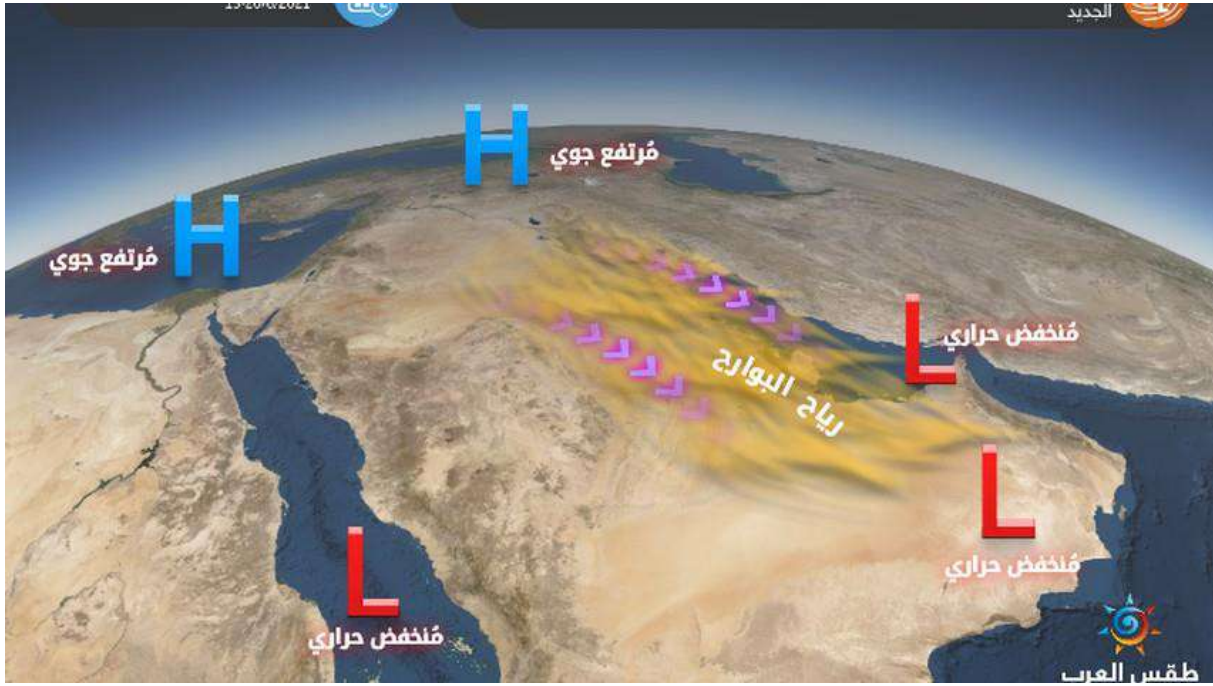 الجديد
H
مُرتفع جوي
H
مُرتفع جوي
L
مُنخفض حراري
رياح البوارح
L
مُنخفض حراري
L
مُنخفض حراري
طقس العرب